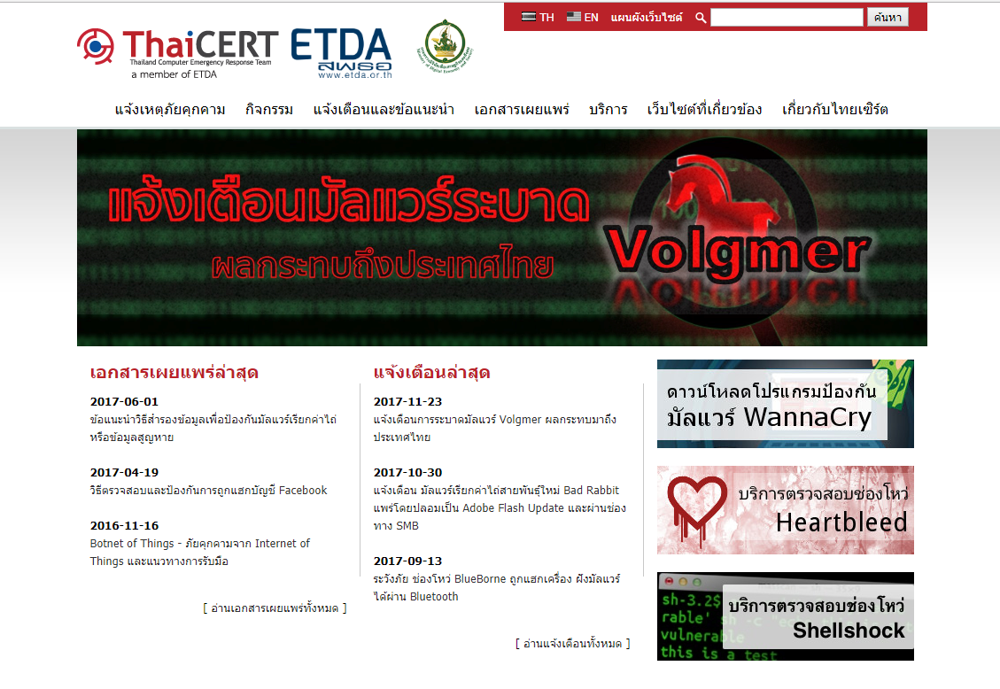 TH EN แผนผังเว็บไซต์ ค้นหา
ThaiCERT
Thailand Computer Emergency Response Team
a member of ETDA
ETDA
สพธอ
www.etda.or.th
แจ้งเหตุภัยคุกคาม กิจกรรม แจ้งเตือนและข้อแนะนำ เอกสารเผยแพร่ บริการ เว็บไซต์ที่เกี่ยวข้อง เกี่ยวกับไทยเซิร์ต
แจ้งเตือนมัลแวร์ระบาด
ผลกระทบถึงประเทศไทย
Volgmer
เอกสารเผยแพร่ล่าสุด
2017-06-01
ข้อแนะนำวิธีสำรองข้อมูลเพื่อป้องกันมัลแวร์เรียกค่าไถ่
หรือข้อมูลสูญหาย
2017-04-19
วิธีตรวจสอบและป้องกันการถูกแฮกบัญชี Facebook
2016-11-16
Botnet of Things - ภัยคุกคามจาก Internet of
Things และแนวทางการรับมือ
[ อ่านเอกสารเผยแพร่ทั้งหมด ]
แจ้งเตือนล่าสุด
2017-11-23
แจ้งเตือนการระบาดมัลแวร์ Volgmer ผลกระทบมาถึง
ประเทศไทย
2017-10-30
แจ้งเตือน มัลแวร์เรียกค่าไถ่สายพันธุ์ใหม่ Bad Rabbit
แพร่โดยปลอมเป็น Adobe Flash Update และผ่านช่อง
ทาง SMB
2017-09-13
ระวังภัย ช่องโหว่ BlueBorne ถูกแฮกเครื่อง ฝังมัลแวร์
ได้ผ่าน Bluetooth
[ อ่านแจ้งเตือนทั้งหมด ]
ดาวน์โหลดโปรแกรมป้องกัน
มัลแวร์ WannaCry
บริการตรวจสอบช่องโหว่
Heartbleed
sh-3.2$
rable' sh -c
vulnerable
this is a test
บริการตรวจสอบช่องโหว่
Shellshock